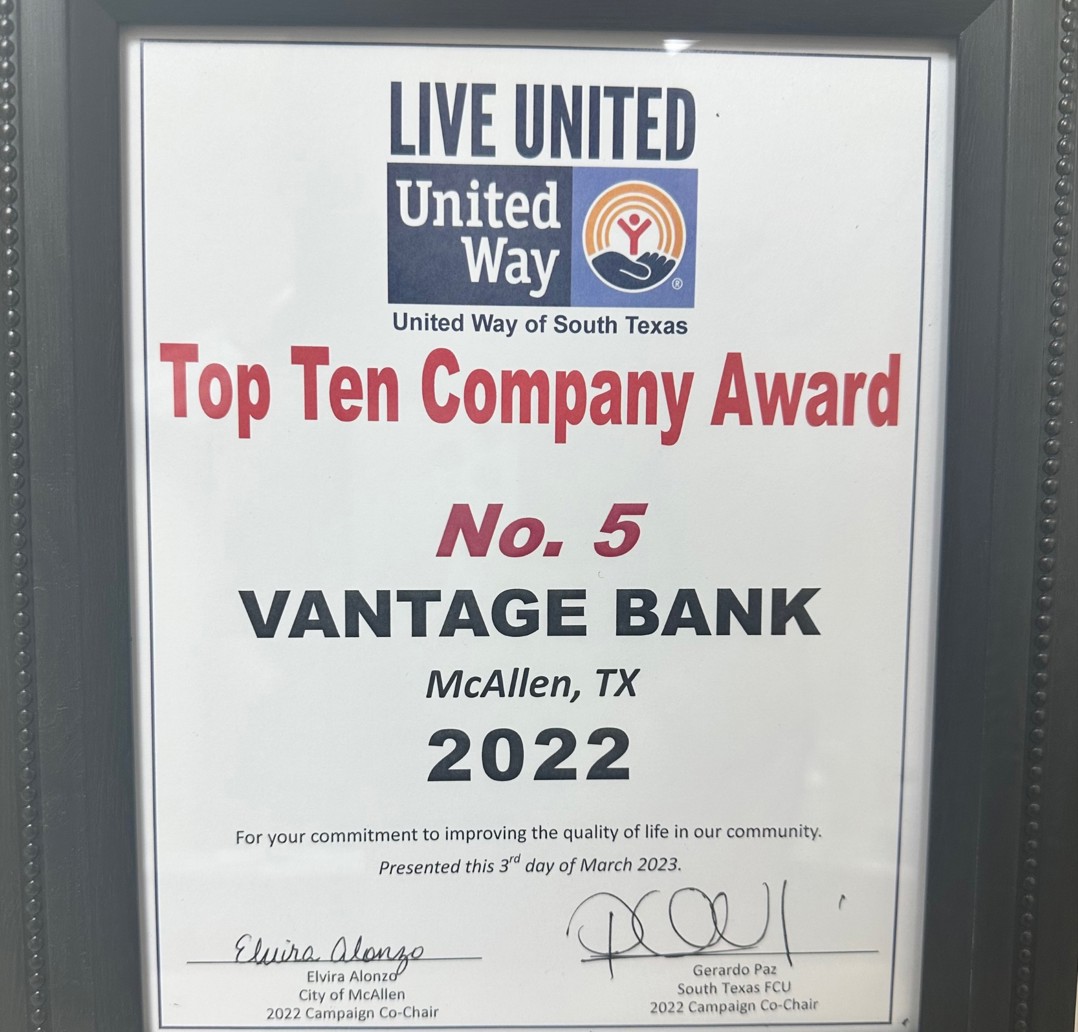 LIVE UNITED
United
Way
®
United Way of South Texas
Top Ten Company Award
No. 5
VANTAGE BANK
McAllen, TX
2022
For your commitment to improving the quality of life in our community.
Presented this 3rd day of March 2023.
Elvira Alonzo
Elvira Alonzo
City of McAllen
2022 Campaign Co-Chair
Gerardo Paz
South Texas FCU
2022 Campaign Co-Chair